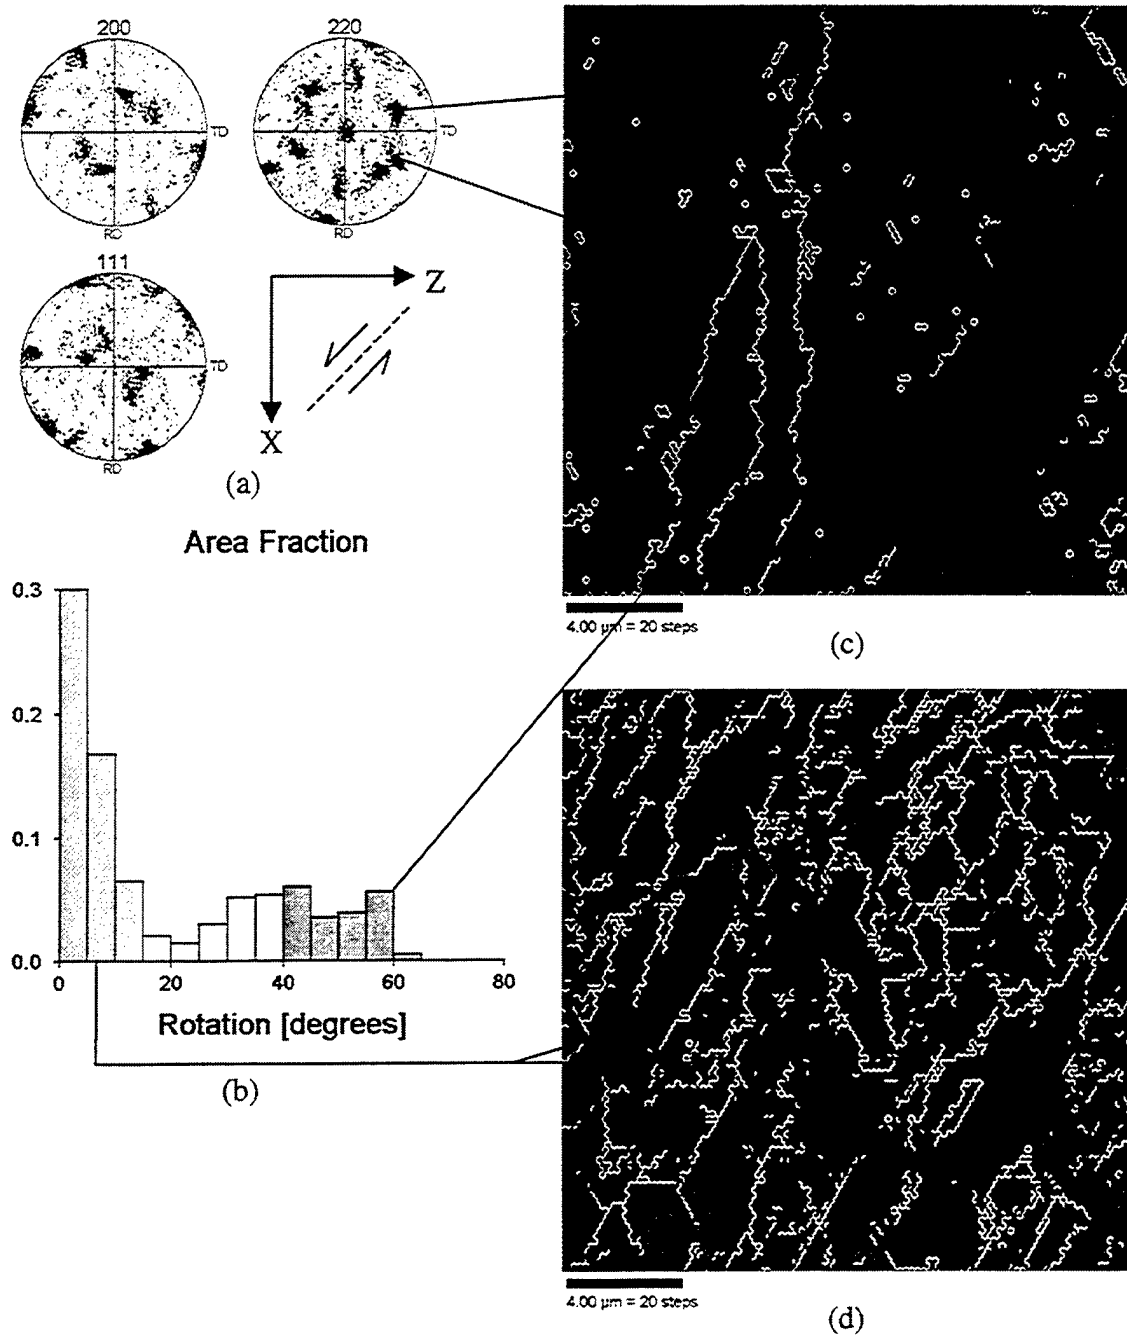 200
TD
RD
220
TD
RD
111
TD
RD
Z
X
(a)
Area Fraction
0.3
0.2
0.1
0.0
0
20
40
60
80
Rotation [degrees]
(b)
4.00 µm = 20 steps
(c)
4.00 µm = 20 steps
(d)